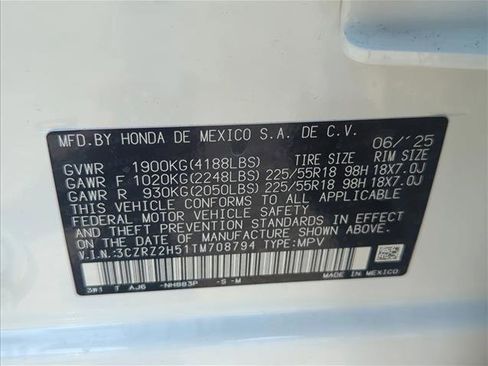 MFD.BY HONDA DE MEXICO S.A. DE C.V. 06/'25
TIRE SIZE RIM SIZE
GVWR 1900KG(4188LBS)
GAWR F 1020KG(2248LBS) 225/55R18 98H 18X7.0J
GAWR R 930KG(2050LBS) 225/55R18 98H 18X7.0J
THIS VEHICLE CONFORMS TO ALL APPLICABLE
FEDERAL MOTOR VEHICLE SAFETY
AND THEFT PREVENTION STANDARDS IN EFFECT
ON THE DATE OF MANUFACTURE SHOWN ABOVE.
V.I.N.:3CZRZ2H51TM708794 TYPE:MPV
AJ6 -NH883P -S -M
MADE IN
MEXICO